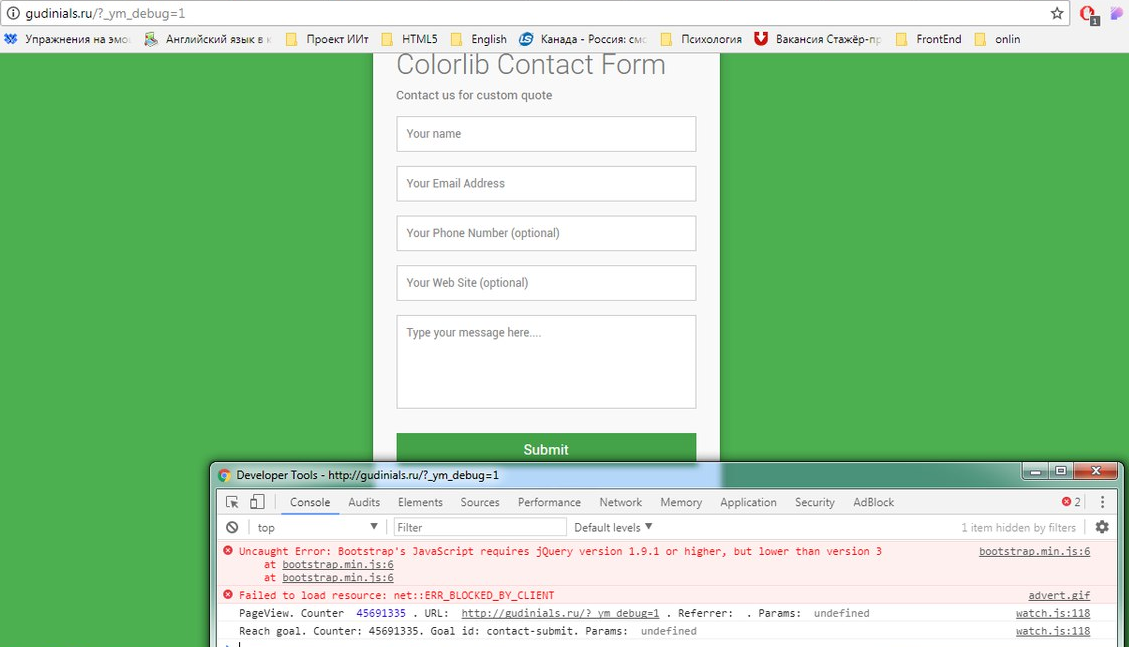 gudinials.ru/?_ym_debug=1
1
Упражнения на эмо
Английский язык в к
Проект ИИт
HTML5
English
Канада - Россия: смо
Психология
Вакансия Стажёр-пр
FrontEnd
onlin
Colorlib Contact Form
Contact us for custom quote
Your name
Your Email Address
Your Phone Number (optional)
Your Web Site (optional)
Type your message here....
Submit
Developer Tools - http://gudinials.ru/?_ym_debug=1
Console Audits Elements Sources Performance Network Memory Application Security AdBlock 2
top Filter Default levels 1 item hidden by filters
Uncaught Error: Bootstrap's JavaScript requires jQuery version 1.9.1 or higher, but lower than version 3 bootstrap.min.js:6
at bootstrap.min.js:6
at bootstrap.min.js:6
Failed to load resource: net::ERR_BLOCKED_BY_CLIENT advert.gif
PageView. Counter 45691335 . URL: http://gudinials.ru/?_ym_debug=1 . Referrer: . Params: undefined watch.js:118
Reach goal. Counter: 45691335. Goal id: contact-submit. Params: undefined watch.js:118